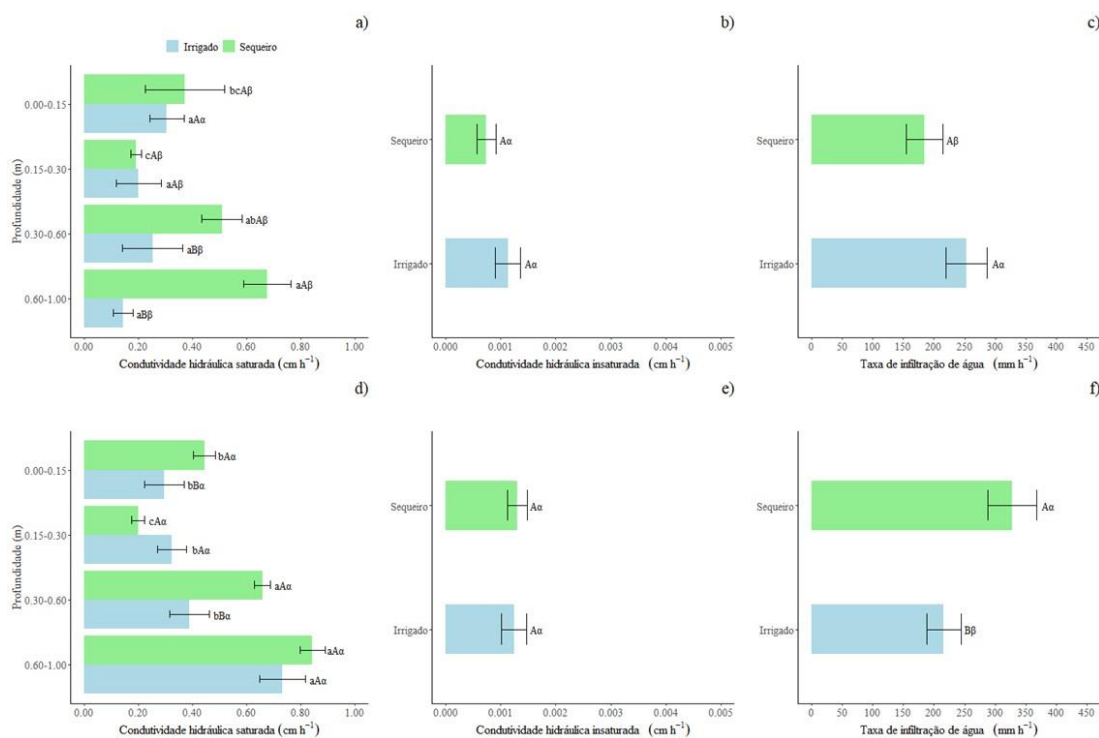 a)
b)
c)
Irrigado Sequeiro
Profundidade (m)
0.00-0.15
bcAβ
aAα
0.15-0.30
cAβ
aAβ
0.30-0.60
abAβ
aBβ
0.60-1.00
aAβ
aBβ
0.00 0.20 0.40 0.60 0.80 1.00
Condutividade hidráulica saturada (cm h⁻¹)
Sequeiro
Aα
Irrigado
Aα
0.000 0.001 0.002 0.003 0.004 0.005
Condutividade hidráulica insaturada (cm h⁻¹)
Sequeiro
Aβ
Irrigado
Aα
0 50 100 150 200 250 300 350 400 450
Taxa de infiltração de água (mm h⁻¹)
d)
e)
f)
Profundidade (m)
0.00-0.15
bAα
bBα
0.15-0.30
cAα
bAα
0.30-0.60
aAα
bBα
0.60-1.00
aAα
aAα
0.00 0.20 0.40 0.60 0.80 1.00
Condutividade hidráulica saturada (cm h⁻¹)
Sequeiro
Aα
Irrigado
Aα
0.000 0.001 0.002 0.003 0.004 0.005
Condutividade hidráulica insaturada (cm h⁻¹)
Sequeiro
Aα
Irrigado
Bβ
0 50 100 150 200 250 300 350 400 450
Taxa de infiltração de água (mm h⁻¹)